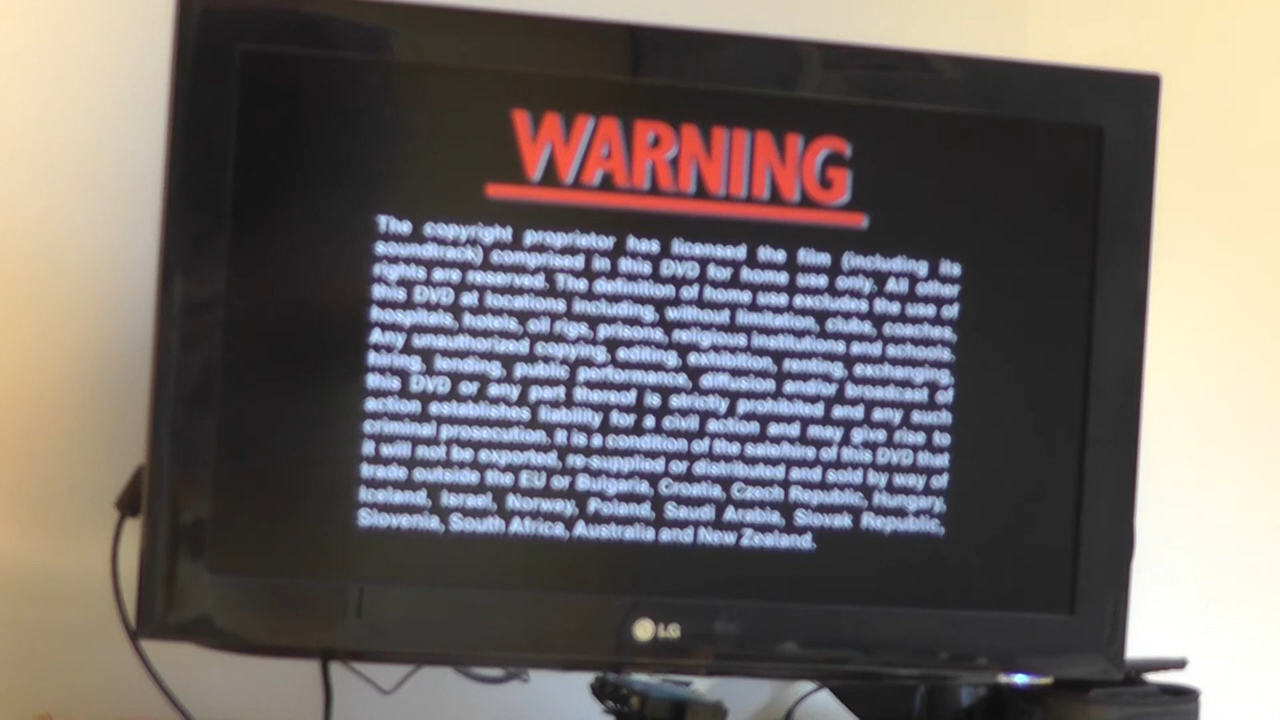 WARNING
The copyright proprietor has licensed the film (including its
soundtrack) comprised in this DVD for home use only. All other
rights are reserved. The definition of home use excludes the use of
this DVD at locations including, without limitation, clubs, coaches,
hospitals, hotels, oil rigs, prisons, religious institutions and schools.
Any unauthorized copying, editing, exhibition, renting, exchanging,
hiring, lending, public performance, diffusion and/or broadcast of
this DVD or any part thereof is strictly prohibited and any such
action establishes liability for a civil action and may give rise to
criminal prosecution. It is a condition of the sale/hire of this DVD that
it will not be exported, re-supplied or distributed and sold by way of
trade outside the EU or Bulgaria, Croatia, Czech Republic, Hungary,
Iceland, Israel, Norway, Poland, Saudi Arabia, Slovak Republic,
Slovenia, South Africa, Australia and New Zealand.
LG